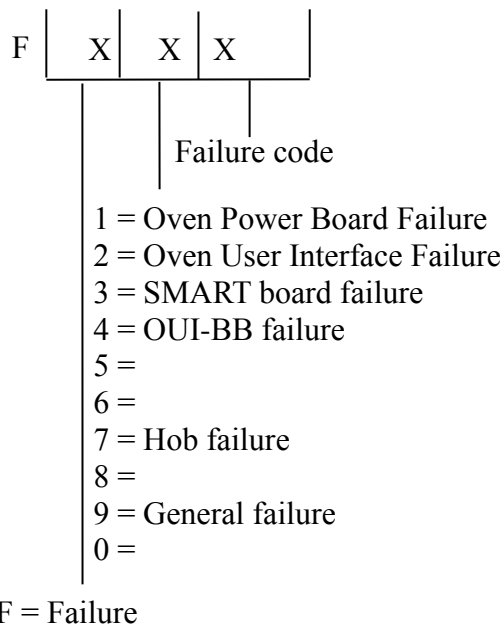 F X X X
Failure code
1 = Oven Power Board Failure
2 = Oven User Interface Failure
3 = SMART board failure
4 = OUI-BB failure
5 =
6 =
7 = Hob failure
8 =
9 = General failure
0 =
F = Failure